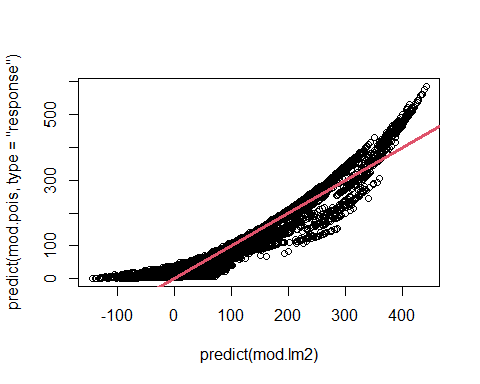 predict(mod.pois, type = "response")
500
300
100
0
-100 0 100 200 300 400
predict(mod.lm2)